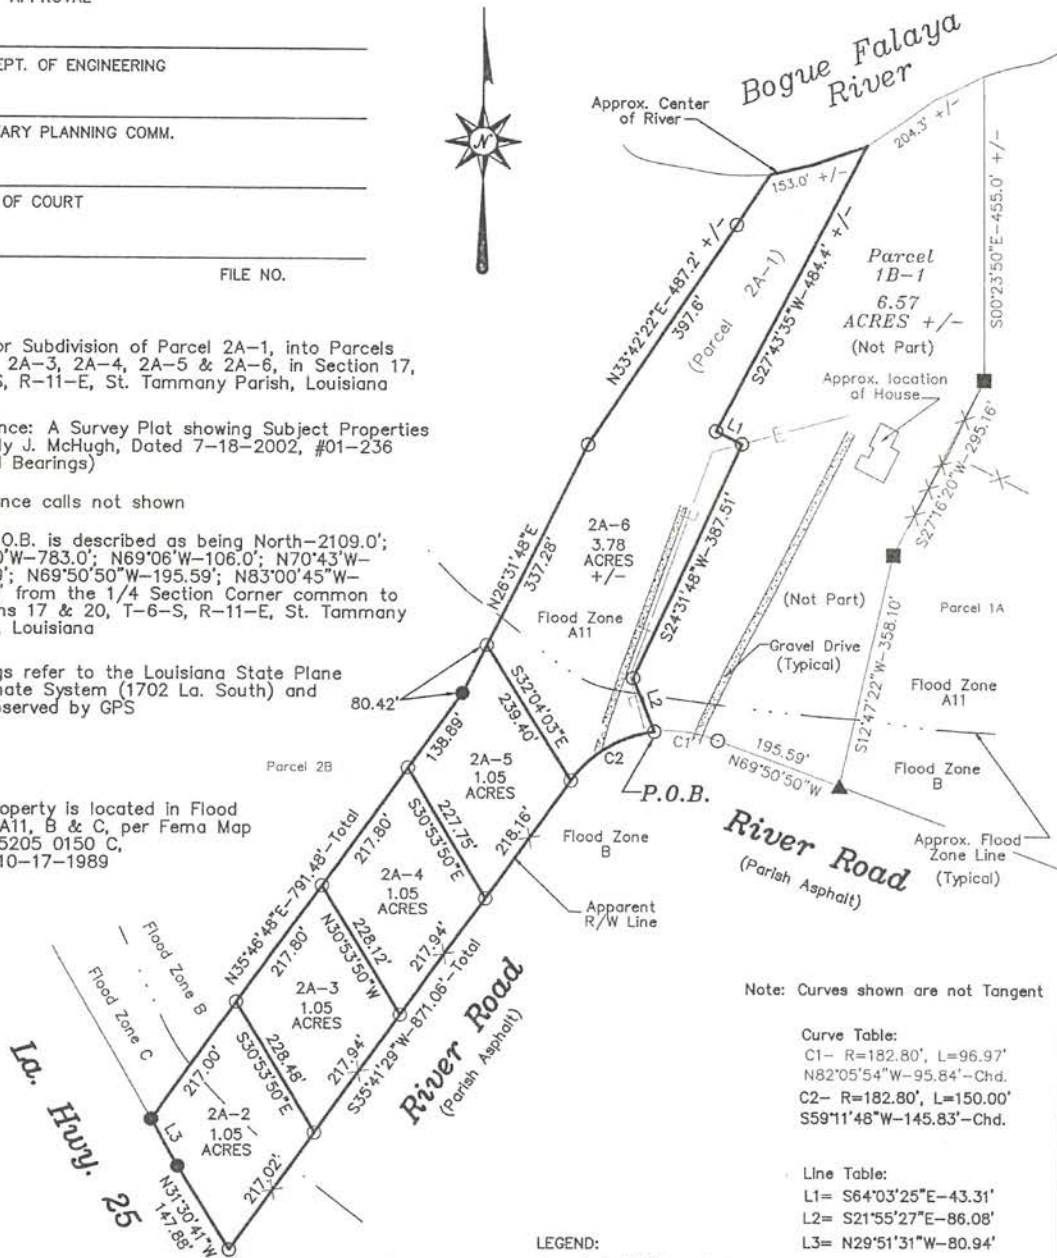 EPT. OF ENGINEERING
ARY PLANNING COMM.
OF COURT
FILE NO.
or Subdivision of Parcel 2A-1, into Parcels
2A-3, 2A-4, 2A-5 & 2A-6, in Section 17,
S, R-11-E, St. Tammany Parish, Louisiana
nce: A Survey Plat showing Subject Properties
ly J. McHugh, Dated 7-18-2002, #01-236
l Bearings)
nce calls not shown
O.B. is described as being North-2109.0';
0'W-783.0'; N69°06'W-106.0'; N70°43'W-
9'; N69°50'50"W-195.59'; N83°00'45"W-
' from the 1/4 Section Corner common to
ns 17 & 20, T-6-S, R-11-E, St. Tammany
, Louisiana
gs refer to the Louisiana State Plane
nate System (1702 La. South) and
bserved by GPS
operty is located in Flood
A11, B & C, per Fema Map
5205 0150 C,
10-17-1989
N
Bogue Falaya
River
Approx. Center
of River
153.0' +/-
204.3' +/-
N33°42'22"E-487.2' +/-
397.6'
(Parcel 2A-1)
S27°43'35"W-484.4' +/-
Parcel
1B-1
6.57
ACRES +/-
(Not Part)
S00°23'50"E-455.0' +/-
Approx. location
of House
L1
E
S27°16'20"W-295.16'
N26°31'48"E
337.28'
2A-6
3.78
ACRES
+/-
S24°31'48"W-387.51'
Flood Zone
A11
(Not Part)
Parcel 1A
Gravel Drive
(Typical)
S12°47'22"W-358.10'
Flood Zone
A11
L2
80.42'
S32°04'03"E
239.40'
138.89'
C1
C2
195.59'
N69°50'50"W
Flood Zone
B
Parcel 2B
2A-5
1.05
ACRES
P.O.B.
River Road
(Parish Asphalt)
Approx. Flood
Zone Line
(Typical)
227.75'
S30°53'50"E
218.16'
Flood Zone
B
N35°46'48"E-791.48'-Total
217.80'
2A-4
1.05
ACRES
Apparent
R/W Line
228.12'
N30°53'50"W
217.94'
217.80'
2A-3
1.05
ACRES
S35°41'29"W-871.06'-Total
River Road
(Parish Asphalt)
Flood Zone B
Flood Zone C
228.48'
S30°53'50"E
217.94'
217.00'
2A-2
1.05
ACRES
L3
N31°30'41"W
147.88'
217.02'
La. Hwy. 25
Note: Curves shown are not Tangent
Curve Table:
C1- R=182.80', L=96.97'
N82°05'54"W-95.84'-Chd.
C2- R=182.80', L=150.00'
S59°11'48"W-145.83'-Chd.
Line Table:
L1= S64°03'25"E-43.31'
L2= S21°55'27"E-86.08'
L3= N29°51'31"W-80.94'
LEGEND: